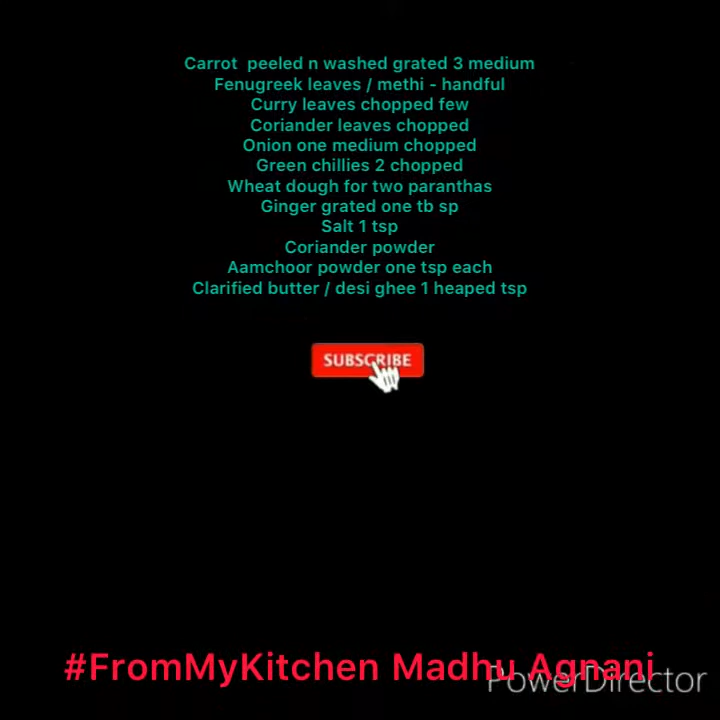 Carrot peeled n washed grated 3 medium
Fenugreek leaves / methi - handful
Curry leaves chopped few
Coriander leaves chopped
Onion one medium chopped
Green chillies 2 chopped
Wheat dough for two paranthas
Ginger grated one tb sp
Salt 1 tsp
Coriander powder
Aamchoor powder one tsp each
Clarified butter / desi ghee 1 heaped tsp
SUBSCRIBE
#FromMyKitchen Madhu Agnani
PowerDirector